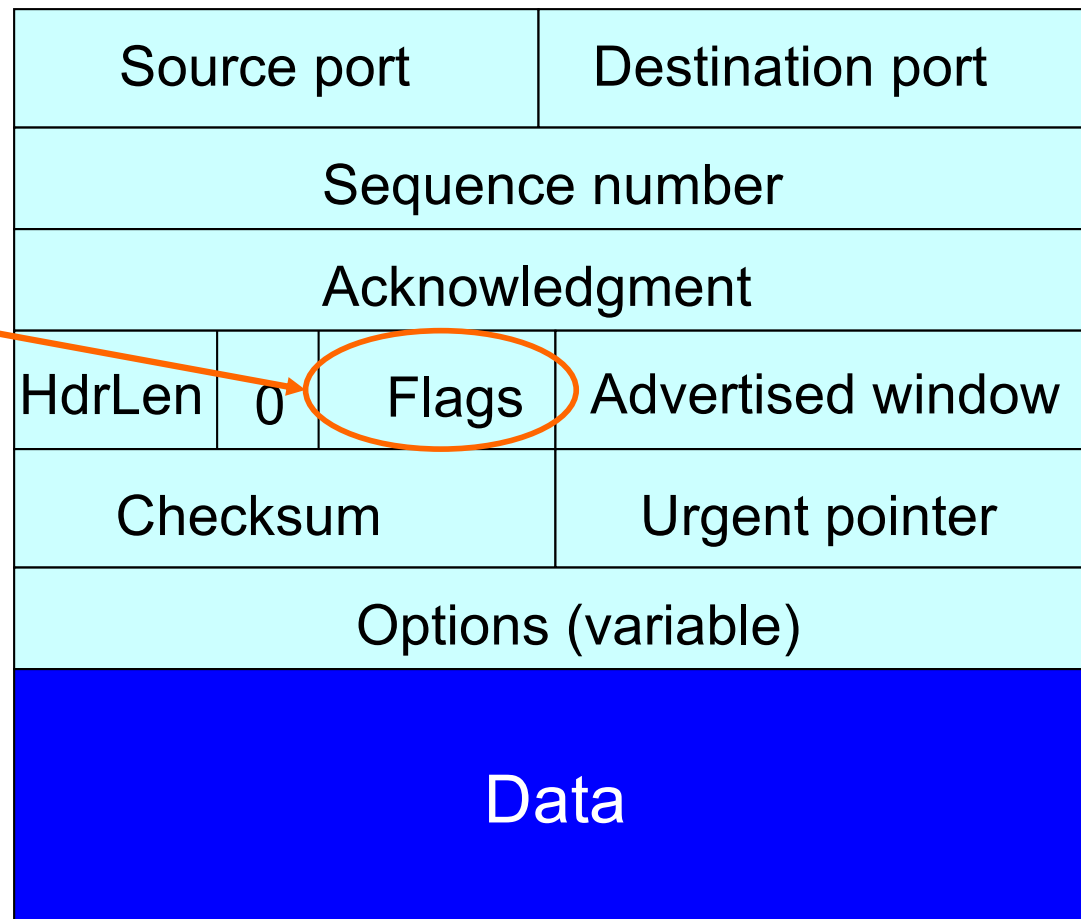 Source port Destination port
Sequence number
Acknowledgment
HdrLen 0 Flags Advertised window
Checksum Urgent pointer
Options (variable)
Data